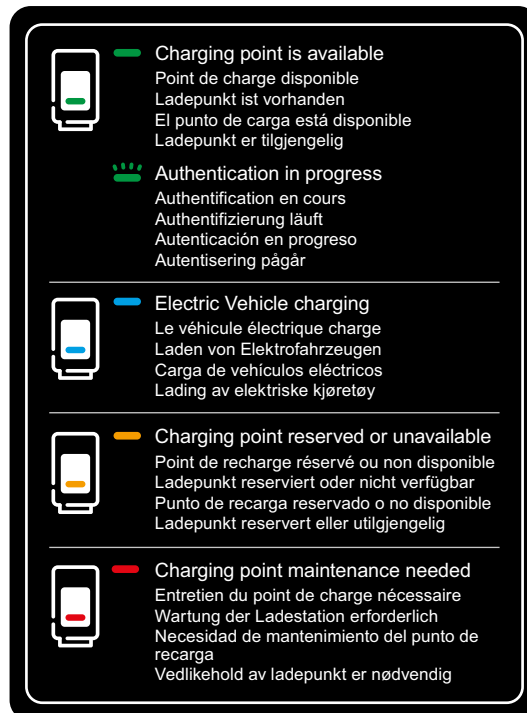 Charging point is available
Point de charge disponible
Ladepunkt ist vorhanden
El punto de carga está disponible
Ladepunkt er tilgjengelig
Authentication in progress
Authentification en cours
Authentifizierung läuft
Autenticación en progreso
Autentisering pågår
Electric Vehicle charging
Le véhicule électrique charge
Laden von Elektrofahrzeugen
Carga de vehículos eléctricos
Lading av elektriske kjøretøy
Charging point reserved or unavailable
Point de recharge réservé ou non disponible
Ladepunkt reserviert oder nicht verfügbar
Punto de recarga reservado o no disponible
Ladepunkt reservert eller utilgjengelig
Charging point maintenance needed
Entretien du point de charge nécessaire
Wartung der Ladestation erforderlich
Necesidad de mantenimiento del punto de
recarga
Vedlikehold av ladepunkt er nødvendig